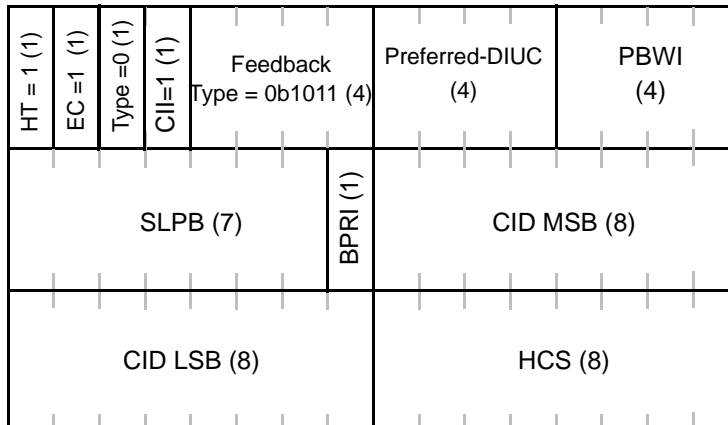 HT = 1 (1)
EC =1 (1)
Type =0 (1)
CII=1 (1)
Feedback
Type = 0b1011 (4)
Preferred-DIUC
(4)
PBWI
(4)
SLPB (7)
BPRI (1)
CID MSB (8)
CID LSB (8)
HCS (8)